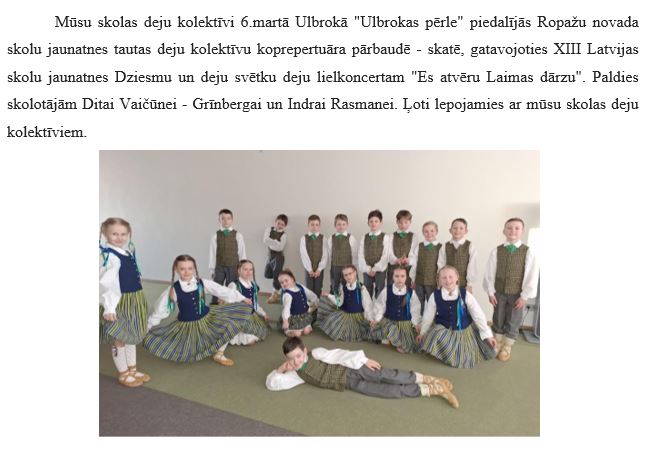 Mūsu skolas deju kolektīvi 6.martā Ulbrokā "Ulbrokas pērle" piedalījās Ropažu novada
skolu jaunatnes tautas deju kolektīvu koprepertuāra pārbaudē - skatē, gatavojoties XIII Latvijas
skolu jaunatnes Dziesmu un deju svētku deju lielkoncertam "Es atvēru Laimas dārzu". Paldies
skolotājām Ditai Vaičūnei - Grīnbergai un Indrai Rasmanei. Ļoti lepojamies ar mūsu skolas deju
kolektīviem.